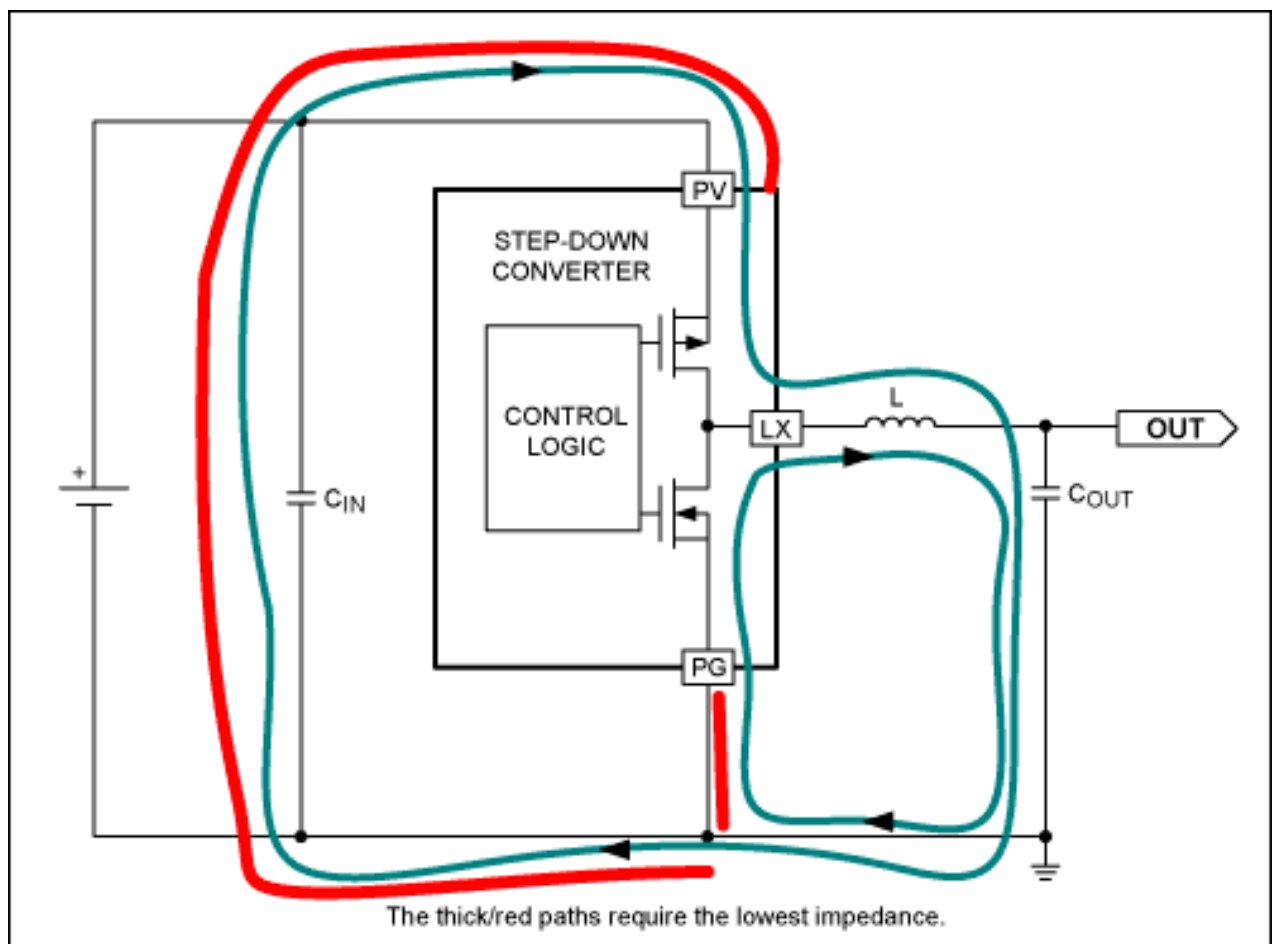 PV
STEP-DOWN
CONVERTER
CONTROL
LOGIC
L
LX
OUT
+
CIN
COUT
PG
The thick/red paths require the lowest impedance.